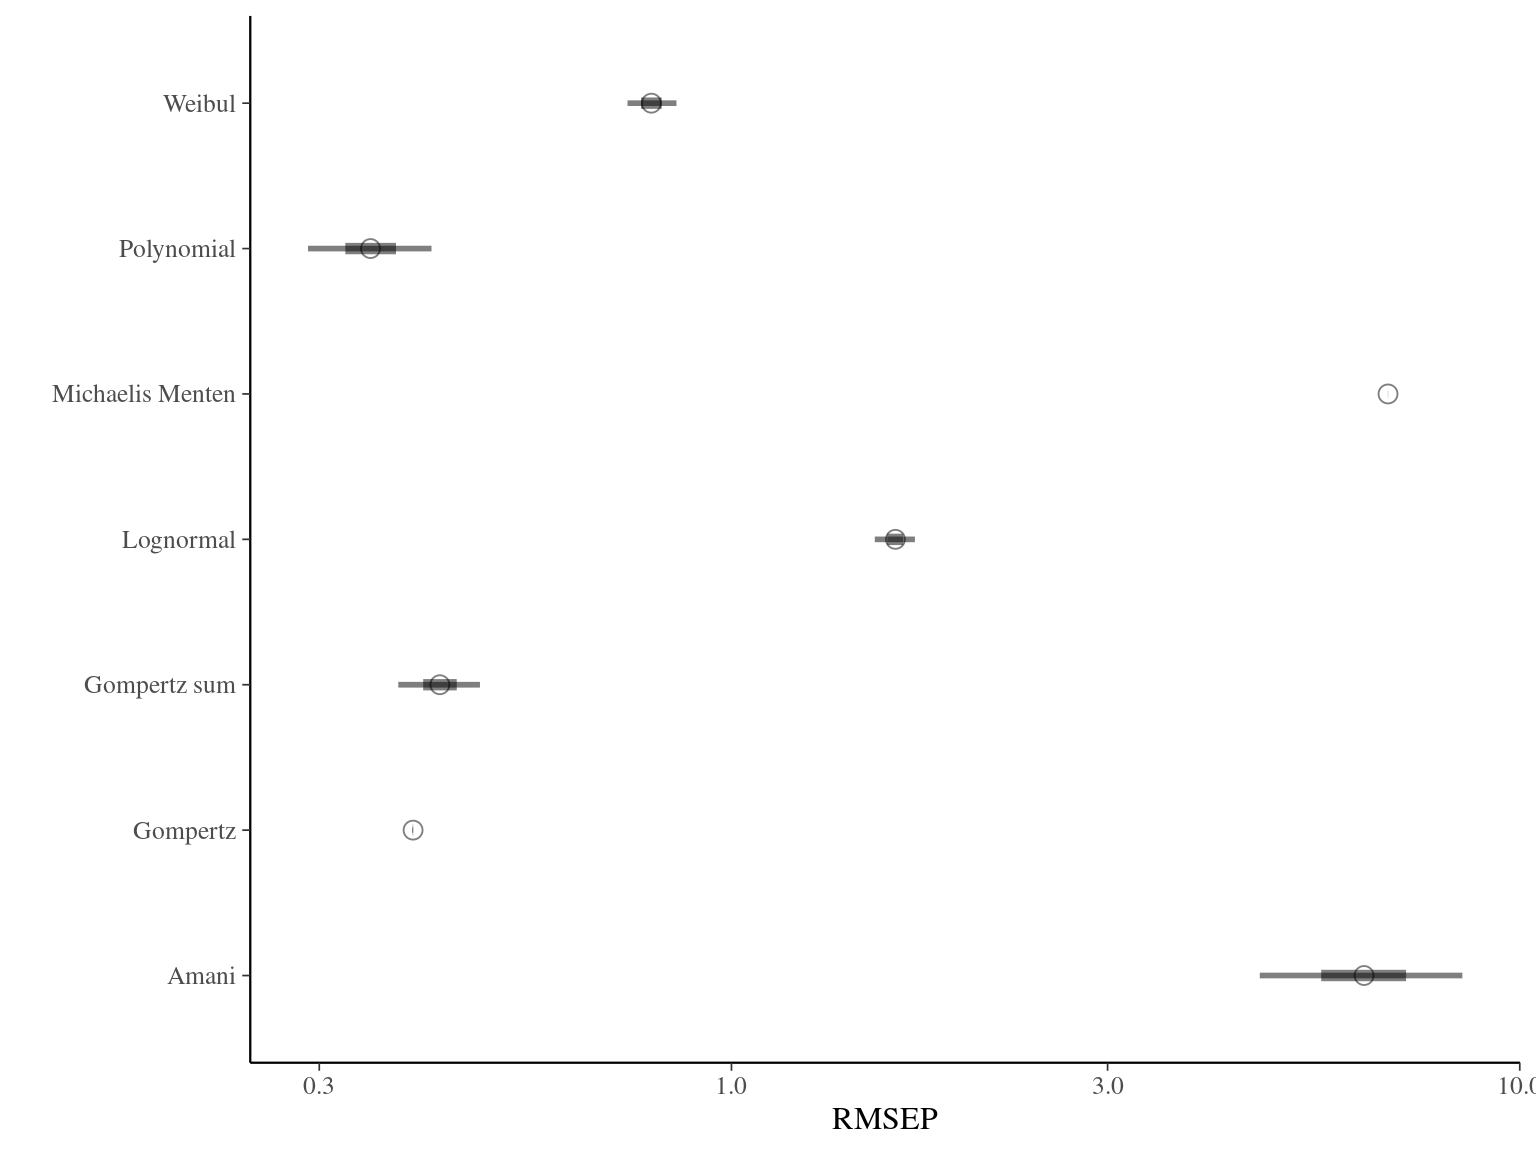 Weibul
Polynomial
Michaelis Menten
Lognormal
Gompertz sum
Gompertz
Amani
0.3 1.0 3.0 10.0
RMSEP